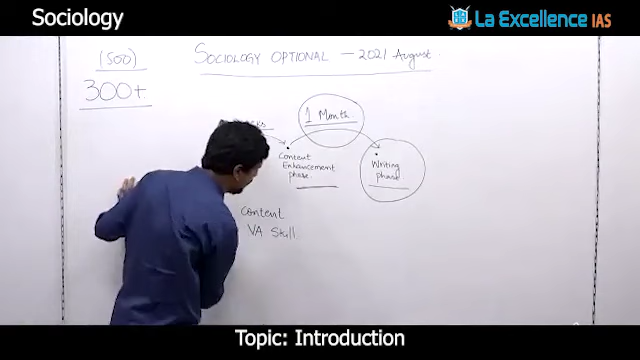 Sociology
La Excellence IAS
(500)
300+
SOCIOLOGY OPTIONAL - 2021 August
1 Month
Content
Enhancement
phase.
Writing
phase
Content
VA Stuff
Topic: Introduction